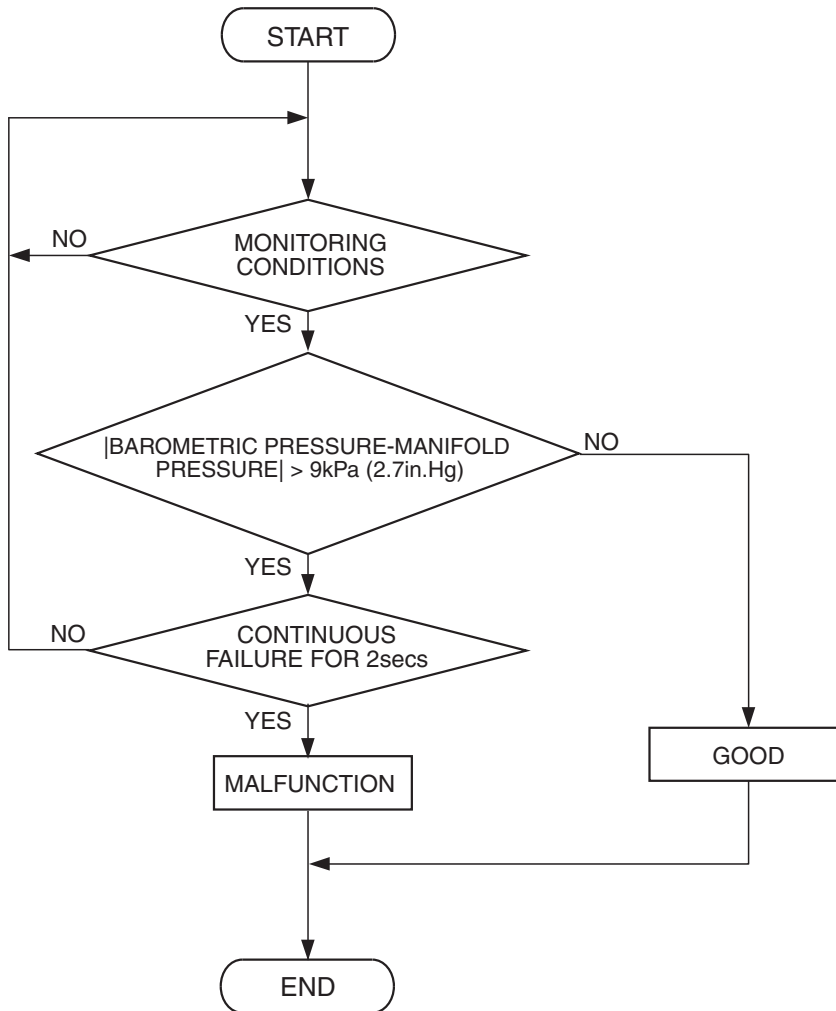 START
NO
MONITORING
CONDITIONS
YES
|BAROMETRIC PRESSURE-MANIFOLD
PRESSURE| > 9kPa (2.7in.Hg)
NO
YES
NO
CONTINUOUS
FAILURE FOR 2secs
YES
MALFUNCTION
GOOD
END